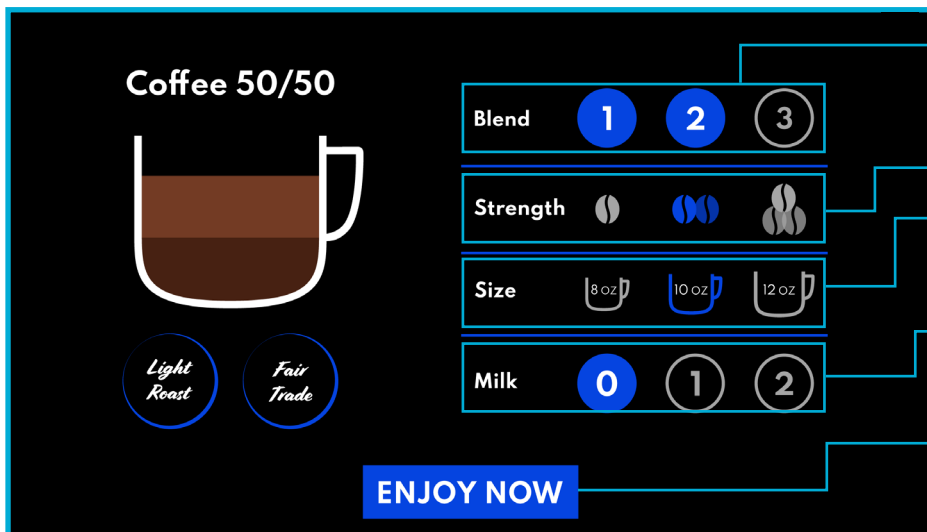 Coffee 50/50
Light
Roast
Fair
Trade
Blend 1 2 3
Strength
Size 8 oz 10 oz 12 oz
Milk 0 1 2
ENJOY NOW